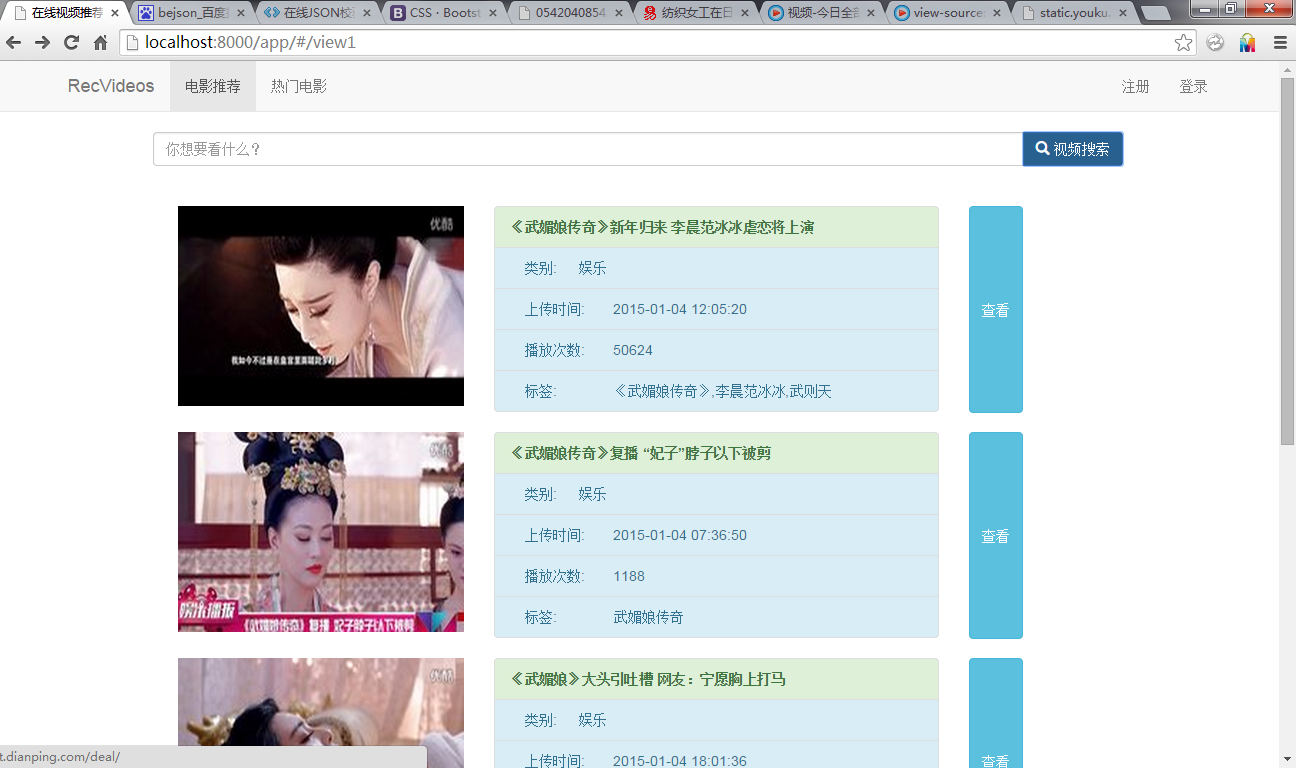 在线视频推荐
bejson_百度
在线JSON校
CSS · Bootst
0542040854
纺织女工在日
视频-今日全
view-source:
static.youku.
localhost:8000/app/#/view1
RecVideos 电影推荐 热门电影 注册 登录
你想要看什么？ 视频搜索
优酷
我如今不过是在皇宫里
《武媚娘传奇》新年归来 李晨范冰冰虐恋将上演
类别: 娱乐
上传时间: 2015-01-04 12:05:20
播放次数: 50624
标签: 《武媚娘传奇》,李晨范冰冰,武则天
查看
优酷
娱乐播报
《武媚娘传奇》复播 妃子脖子以下被剪
《武媚娘传奇》复播 “妃子”脖子以下被剪
类别: 娱乐
上传时间: 2015-01-04 07:36:50
播放次数: 1188
标签: 武媚娘传奇
查看
优酷
《武媚娘》大头引吐槽 网友：宁愿胸上打马
类别: 娱乐
上传时间: 2015-01-04 18:01:36
查看
t.dianping.com/deal/